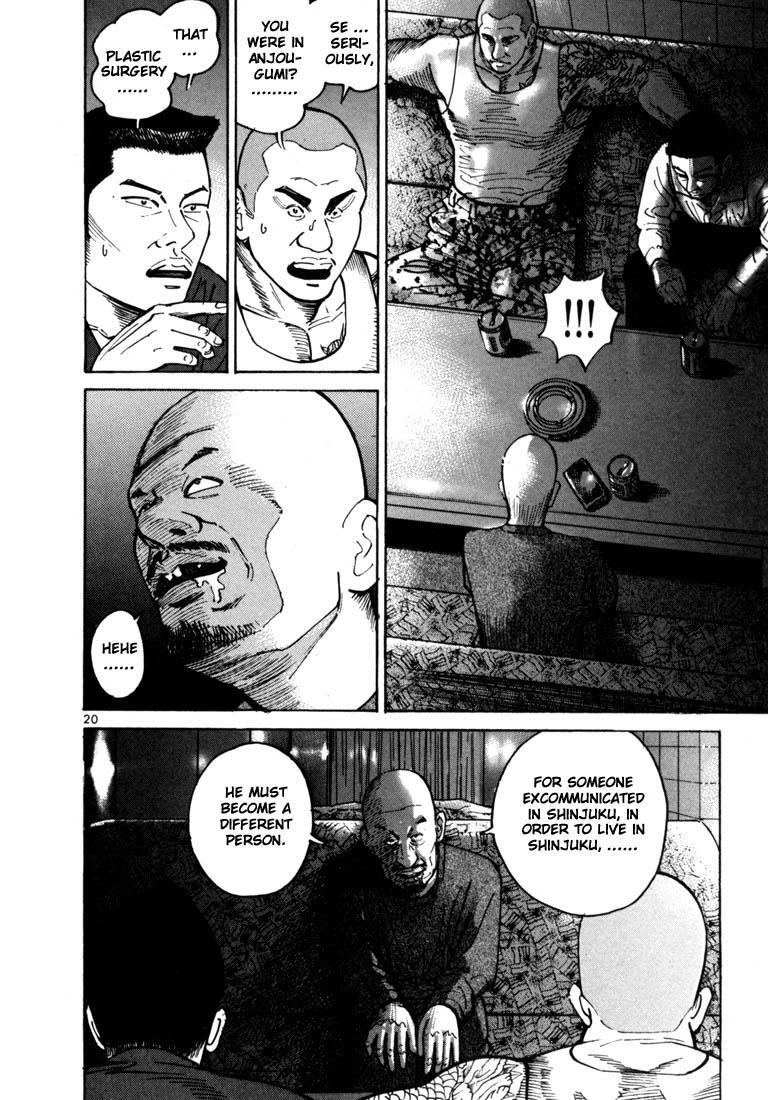 !!!
SE ...
SERI-
OUSLY,
YOU
WERE IN
ANJOU-
GUMI?
.........
THAT
...
PLASTIC
SURGERY
......
HEHE
......
20
FOR SOMEONE
EXCOMMUNICATED
IN SHINJUKU, IN
ORDER TO LIVE IN
SHINJUKU, ......
HE MUST
BECOME A
DIFFERENT
PERSON.